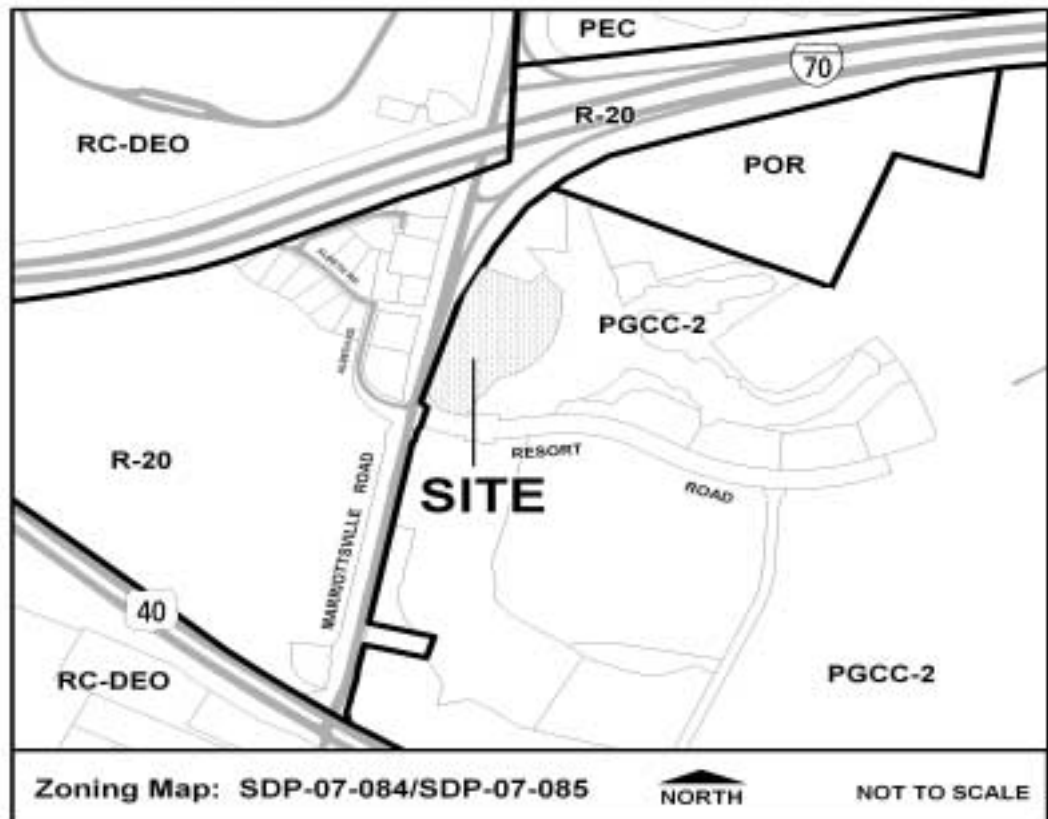 PEC
70
R-20
RC-DEO
POR
PGCC-2
R-20
RESORT
ROAD
SITE
MARRIOTTSVILLE ROAD
40
RC-DEO
PGCC-2
Zoning Map: SDP-07-084/SDP-07-085
NORTH
NOT TO SCALE